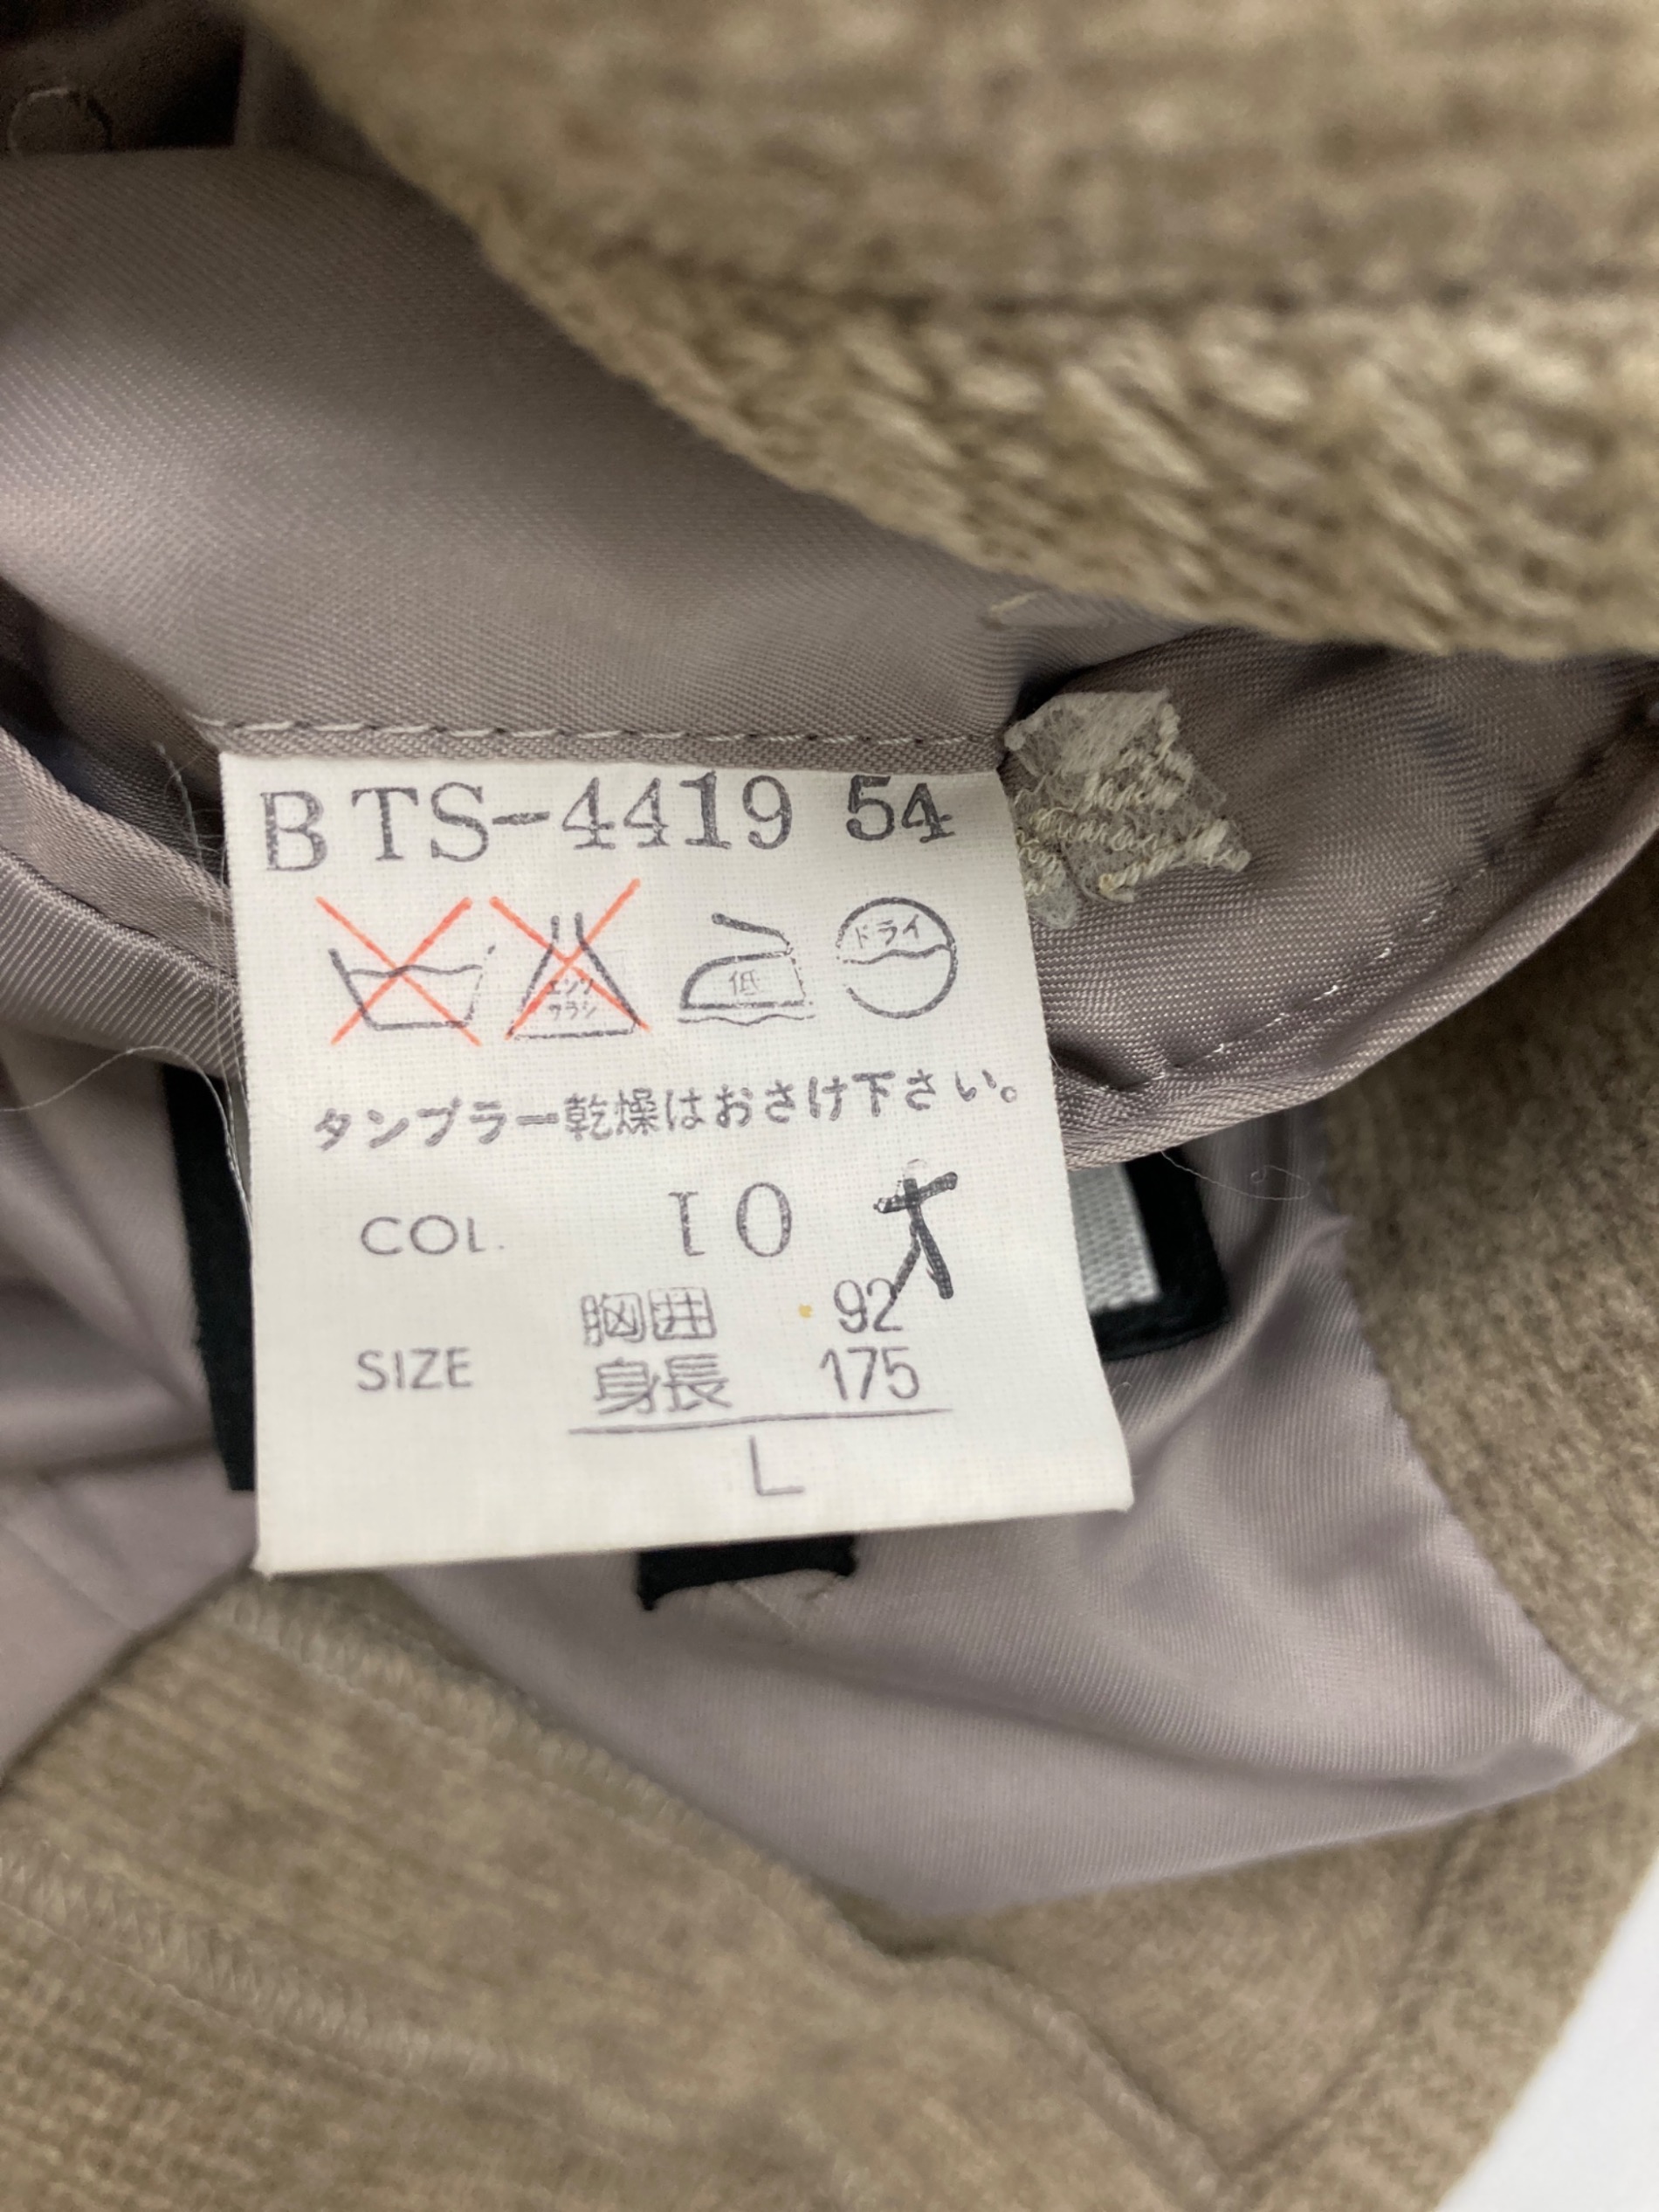 BTS-4419 54
エンソ
フラシ
低
ドライ
タンブラー乾燥はおさけ下さい。
COL. 10
SIZE
胸囲 92
身長 175
L